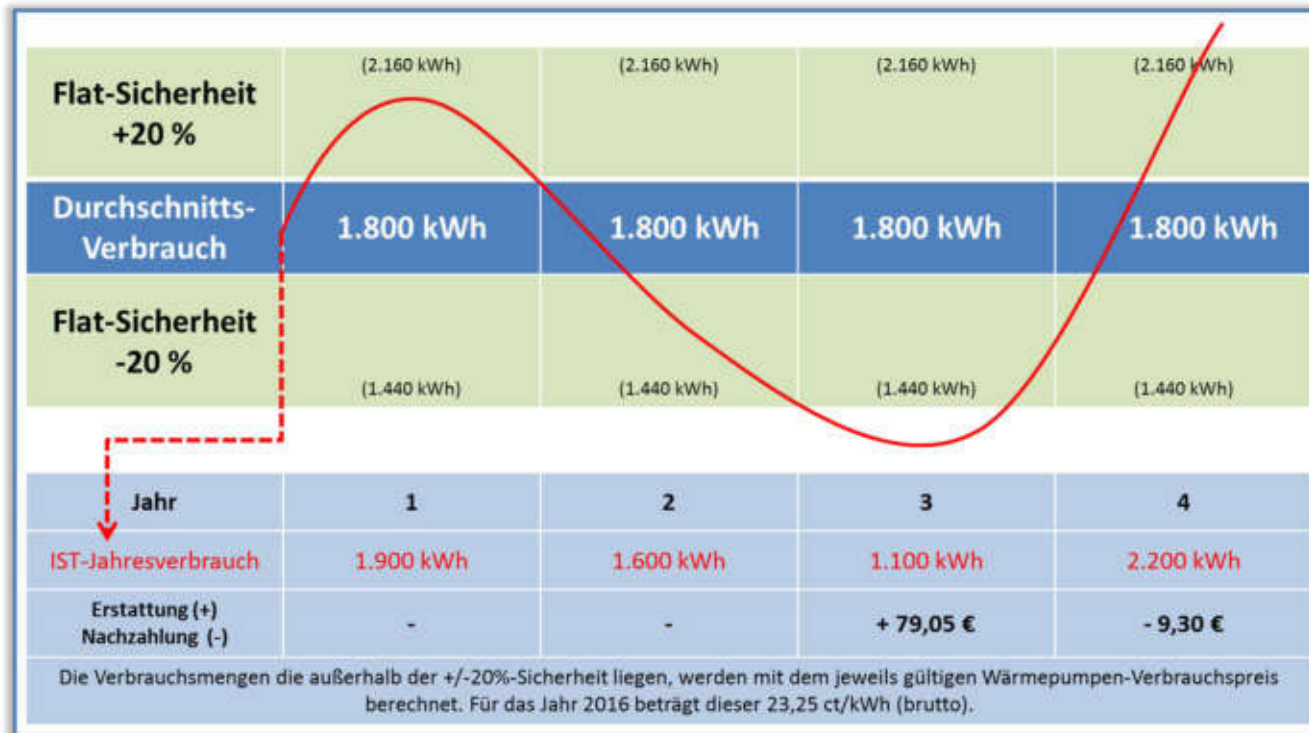 Flat-Sicherheit
+20 %
(2.160 kWh)
(2.160 kWh)
(2.160 kWh)
(2.160 kWh)
Durchschnitts-
Verbrauch
1.800 kWh
1.800 kWh
1.800 kWh
1.800 kWh
Flat-Sicherheit
-20 %
(1.440 kWh)
(1.440 kWh)
(1.440 kWh)
(1.440 kWh)
Jahr
1
2
3
4
IST-Jahresverbrauch
1.900 kWh
1.600 kWh
1.100 kWh
2.200 kWh
Erstattung (+)
Nachzahlung (-)
-
-
+ 79,05 €
- 9,30 €
Die Verbrauchsmengen die außerhalb der +/-20%-Sicherheit liegen, werden mit dem jeweils gültigen Wärmepumpen-Verbrauchspreis
berechnet. Für das Jahr 2016 beträgt dieser 23,25 ct/kWh (brutto).